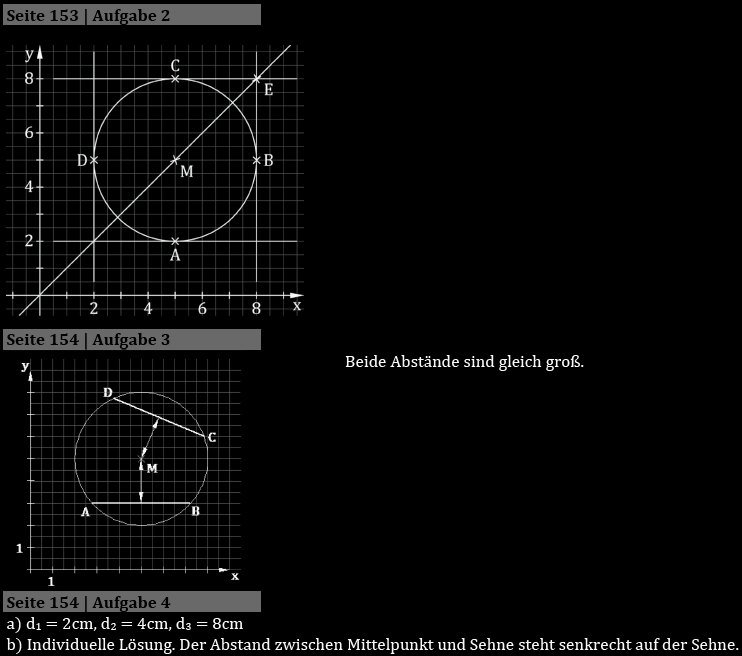 Seite 153 | Aufgabe 2
y
C
8
E
6
D
B
M
4
2
A
2 4 6 8 x
Seite 154 | Aufgabe 3
Beide Abstände sind gleich groß.
y
D
C
M
A B
1
1
x
Seite 154 | Aufgabe 4
a) d₁ = 2cm, d₂ = 4cm, d₃ = 8cm
b) Individuelle Lösung. Der Abstand zwischen Mittelpunkt und Sehne steht senkrecht auf der Sehne.